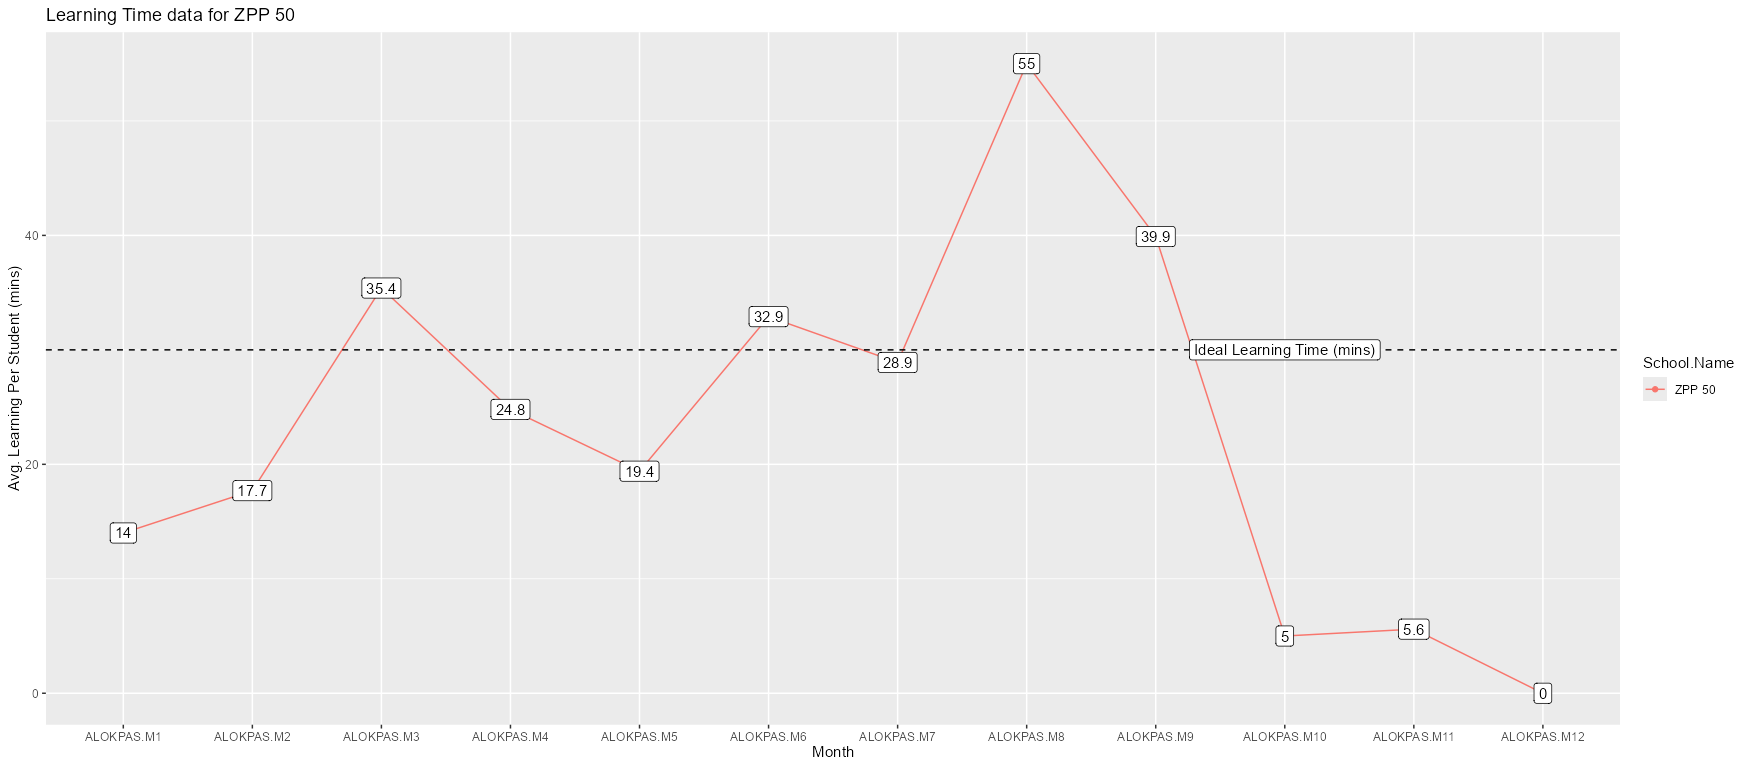 Learning Time data for ZPP 50
Avg. Learning Per Student (mins)
40
20
0
14
17.7
35.4
24.8
19.4
32.9
28.9
55
39.9
5
5.6
0
Ideal Learning Time (mins)
School.Name
ZPP 50
ALOKPAS.M1 ALOKPAS.M2 ALOKPAS.M3 ALOKPAS.M4 ALOKPAS.M5 ALOKPAS.M6 ALOKPAS.M7 ALOKPAS.M8 ALOKPAS.M9 ALOKPAS.M10 ALOKPAS.M11 ALOKPAS.M12
Month